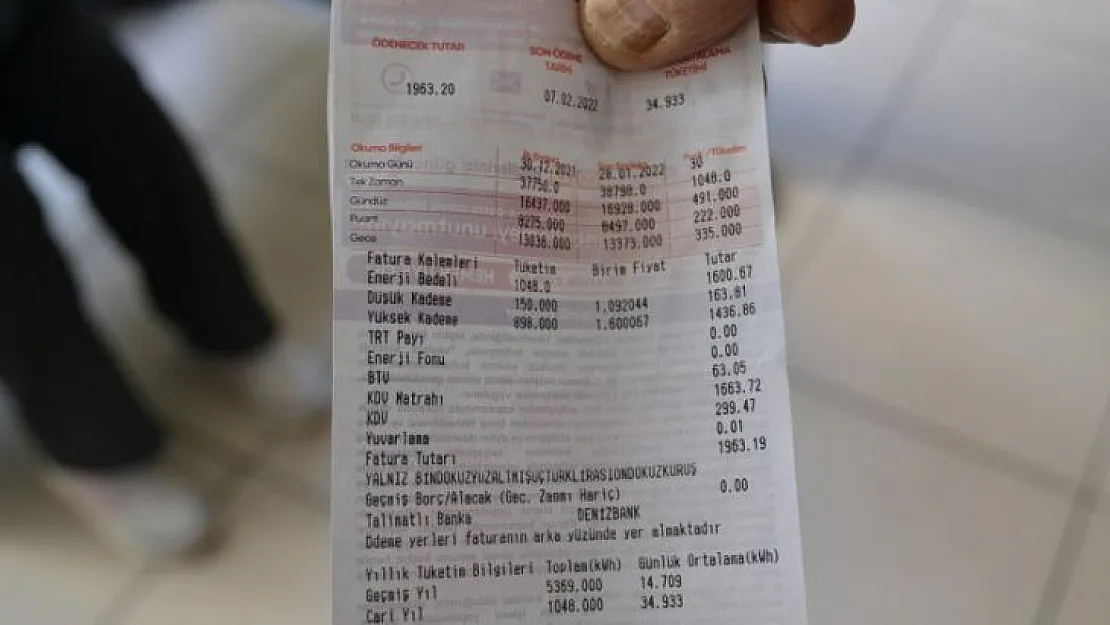 ÖDENECEK TUTAR SON ÖDEME TARİHİ TÜKETİMİ
1963.20 07.02.2022 34.933
Okuma Bilgileri
Okuma Günü 30.12.2021 28.01.2022 30
Tek Zaman 37750.0 38798.0 1048.0
Gündüz 16437.000 16928.000 491.000
Puant 8275.000 8497.000 222.000
Gece 13038.000 13373.000 335.000
Fatura Kalemleri Tüketim Birim Fiyat Tutar
Enerji Bedeli 1048.0 1600.67
Düşük Kademe 150.000 1.092044 163.81
Yüksek Kademe 898.000 1.600067 1436.86
TRT Payı 0.00
Enerji Fonu 0.00
BTV 63.05
KDV Matrahı 1663.72
KDV 299.47
Yuvarlama 0.01
Fatura Tutarı 1963.19
YALNIZ BİNDOKUZYÜZALTMIŞÜÇTÜRKLİRASIONDOKUZKURUŞ
Geçmiş Borç/Alacak (Gec. Zammı Hariç) 0.00
Talimatlı Banka DENİZBANK
Ödeme yerleri faturanın arka yüzünde yer almaktadır
Yıllık Tüketim Bilgileri Toplam(kWh) Günlük Ortalama(kWh)
Geçmiş Yıl 5369.000 14.709
Cari Yıl 1048.000 34.933